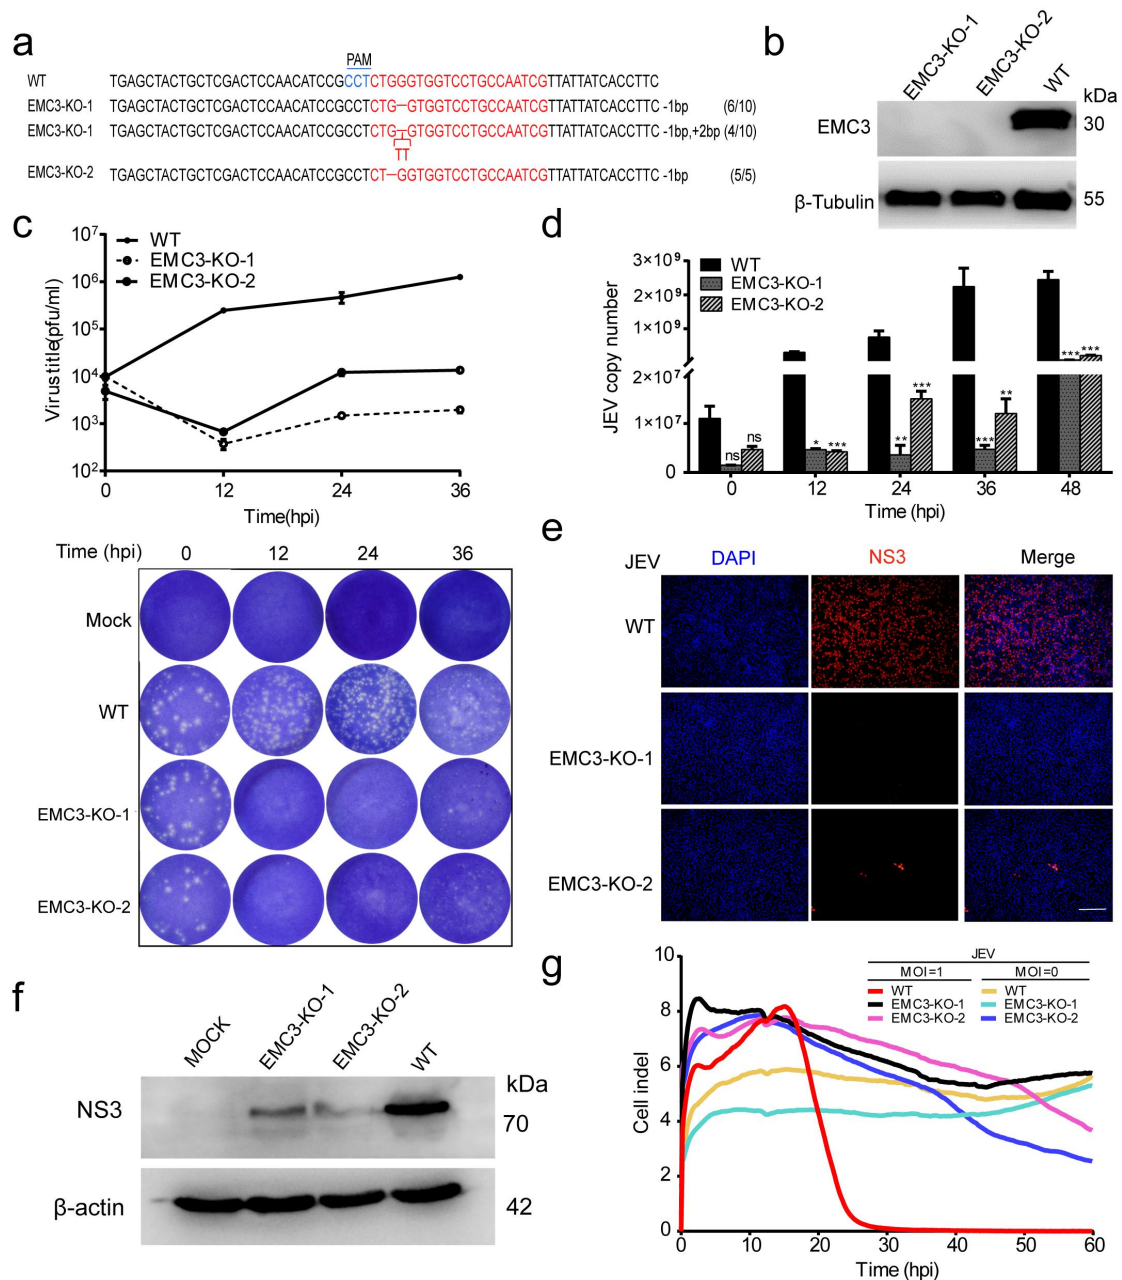 a
PAM
WT TGAGCTACTGCTCGACTCCAACATCCGCCTCTGGGTGGTCCTGCCAATCGTTATTATCACCTTC
EMC3-KO-1 TGAGCTACTGCTCGACTCCAACATCCGCCTCTG–GTGGTCCTGCCAATCGTTATTATCACCTTC -1bp (6/10)
EMC3-KO-1 TGAGCTACTGCTCGACTCCAACATCCGCCTCTG–GTGGTCCTGCCAATCGTTATTATCACCTTC -1bp,+2bp (4/10)
TT
EMC3-KO-2 TGAGCTACTGCTCGACTCCAACATCCGCCTCT–GGTGGTCCTGCCAATCGTTATTATCACCTTC -1bp (5/5)
b
EMC3-KO-1
EMC3-KO-2
WT
kDa
EMC3 30
β-Tubulin 55
c
Virus title(pfu/ml)
10⁷
10⁶
10⁵
10⁴
10³
10²
WT
EMC3-KO-1
EMC3-KO-2
0 12 24 36
Time(hpi)
Time (hpi) 0 12 24 36
Mock
WT
EMC3-KO-1
EMC3-KO-2
d
JEV copy number
3×10⁹
2×10⁹
1×10⁹
2×10⁷
1×10⁷
0
WT
EMC3-KO-1
EMC3-KO-2
ns ns
* ***
** ***
*** **
*** ***
0 12 24 36 48
Time (hpi)
e
JEV DAPI NS3 Merge
WT
EMC3-KO-1
EMC3-KO-2
f
MOCK
EMC3-KO-1
EMC3-KO-2
WT
kDa
NS3 70
β-actin 42
g
Cell indel
10
8
6
4
2
0
JEV
MOI=1 MOI=0
WT WT
EMC3-KO-1 EMC3-KO-1
EMC3-KO-2 EMC3-KO-2
0 10 20 30 40 50 60
Time (hpi)